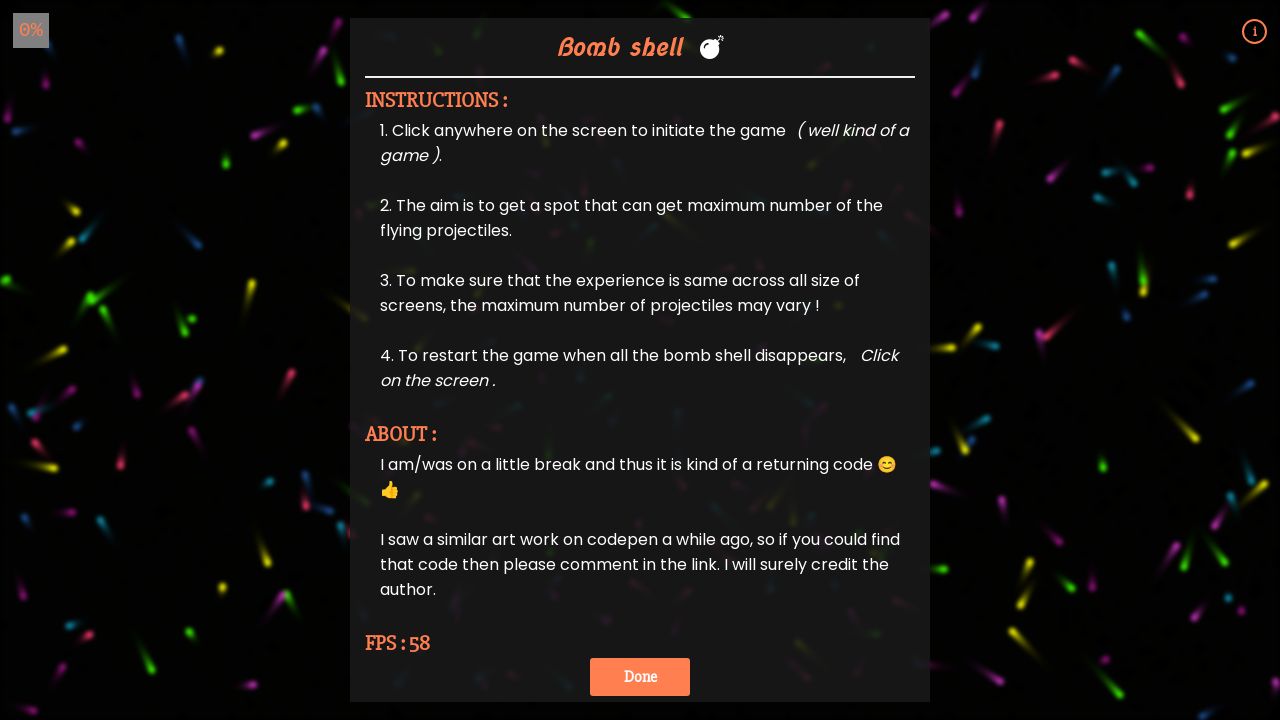 0%
i
Bomb shell 💣
INSTRUCTIONS :
1. Click anywhere on the screen to initiate the game ( well kind of a
game ).
2. The aim is to get a spot that can get maximum number of the
flying projectiles.
3. To make sure that the experience is same across all size of
screens, the maximum number of projectiles may vary !
4. To restart the game when all the bomb shell disappears, Click
on the screen .
ABOUT :
I am/was on a little break and thus it is kind of a returning code 😊
👍
I saw a similar art work on codepen a while ago, so if you could find
that code then please comment in the link. I will surely credit the
author.
FPS : 58
Done